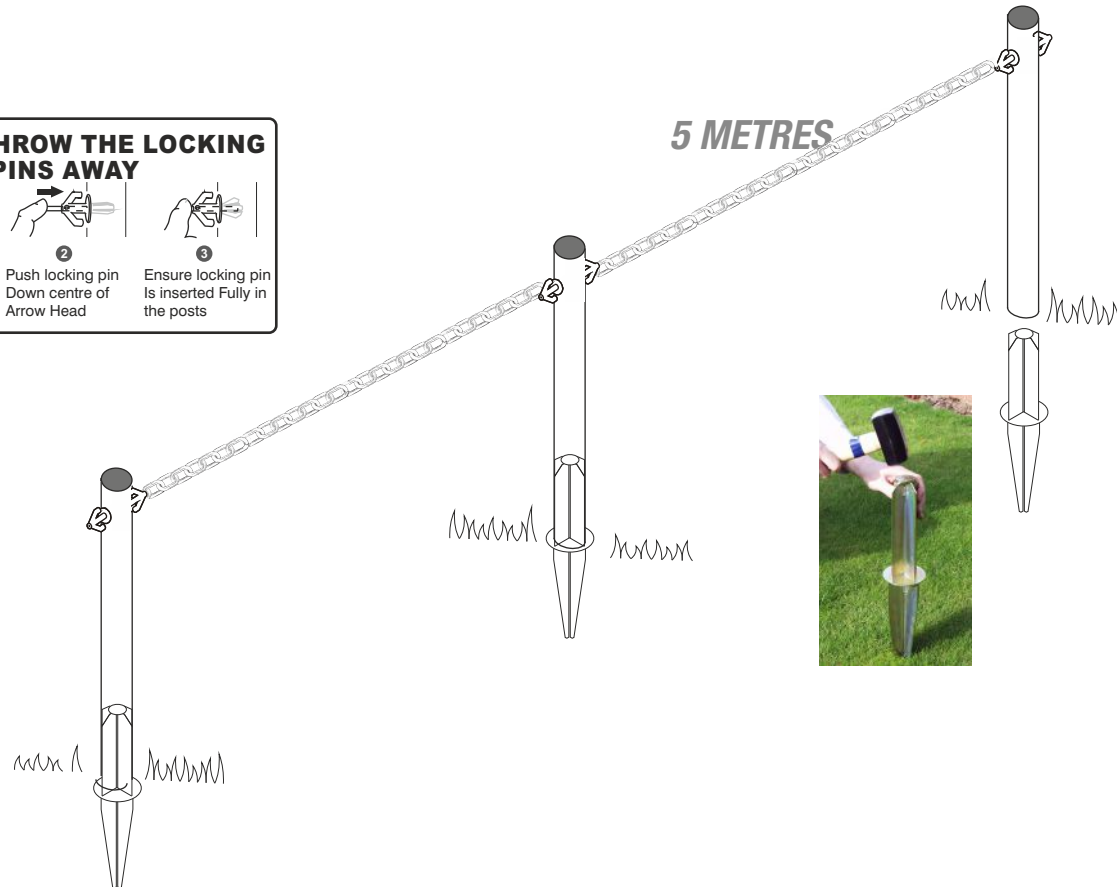 HROW THE LOCKING
PINS AWAY
5 METRES
2
Push locking pin
Down centre of
Arrow Head
3
Ensure locking pin
Is inserted Fully in
the posts